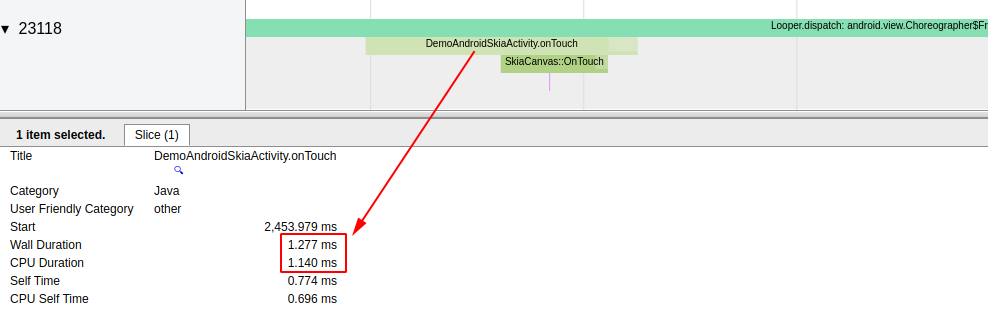 ▼ 23118
Looper.dispatch: android.view.Choreographer$Fr
DemoAndroidSkiaActivity.onTouch
SkiaCanvas::OnTouch
1 item selected. Slice (1)
Title DemoAndroidSkiaActivity.onTouch
Category Java
User Friendly Category other
Start 2,453.979 ms
Wall Duration 1.277 ms
CPU Duration 1.140 ms
Self Time 0.774 ms
CPU Self Time 0.696 ms